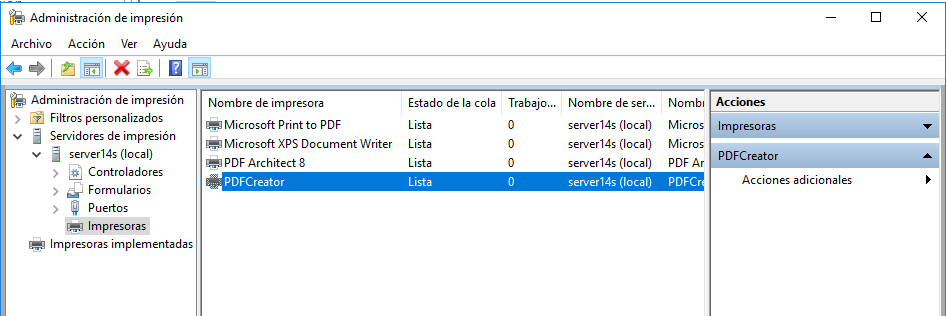 Administración de impresión
Archivo Acción Ver Ayuda
Administración de impresión
Filtros personalizados
Servidores de impresión
server14s (local)
Controladores
Formularios
Puertos
Impresoras
Impresoras implementadas
Nombre de impresora Estado de la cola Trabajo... Nombre de ser... Nomb
Microsoft Print to PDF Lista 0 server14s (local) Micros
Microsoft XPS Document Writer Lista 0 server14s (local) Micros
PDF Architect 8 Lista 0 server14s (local) PDF Ar
PDFCreator Lista 0 server14s (local) PDFCre
Acciones
Impresoras
PDFCreator
Acciones adicionales